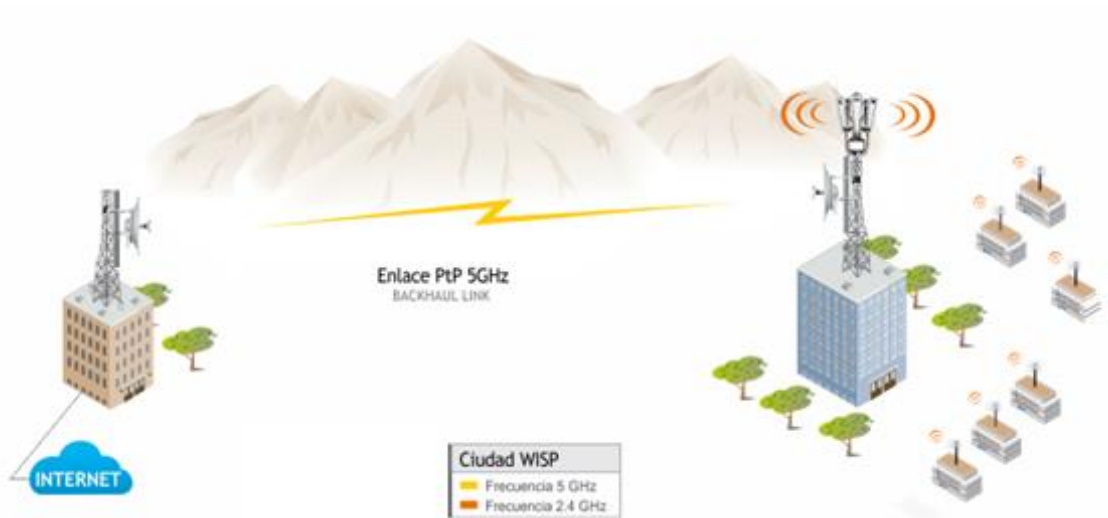 Enlace PtP 5GHz
BACKHAUL LINK
INTERNET
Ciudad WISP
Frecuencia 5 GHz
Frecuencia 2.4 GHz